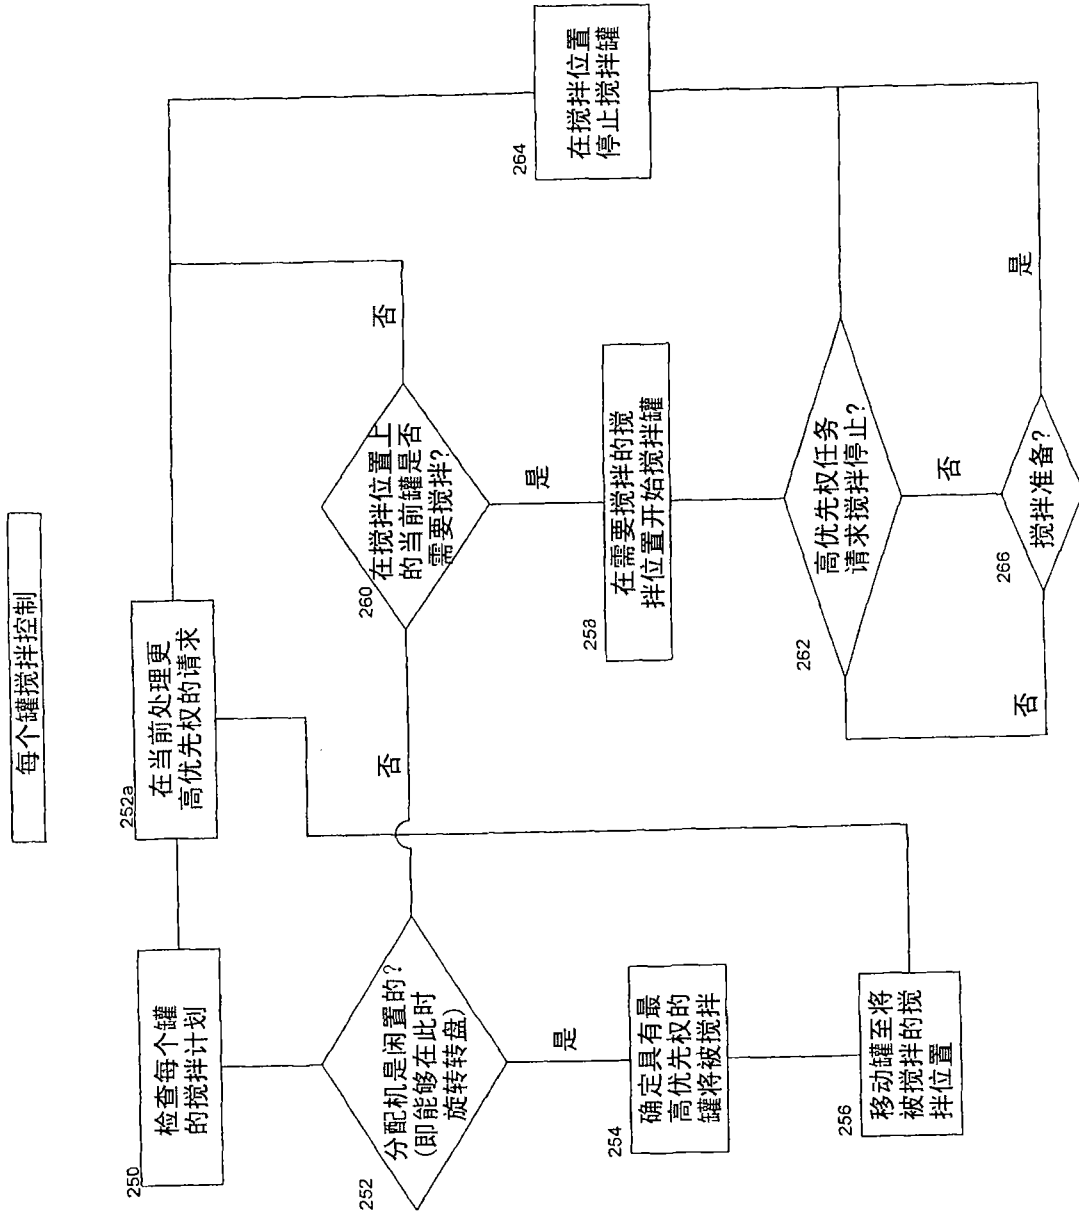 每个罐搅拌控制
250
检查每个罐
的搅拌计划
252a
在当前处理更
高优先权的请求
252
分配机是闲置的?
(即能够在此时
旋转转盘)
否
260
在搅拌位置上
的当前罐是否
需要搅拌?
否
264
在搅拌位置
停止搅拌罐
是
254
确定具有最
高优先权的
罐将被搅拌
是
258
在需要搅拌的搅
拌位置开始搅拌罐
256
移动罐至将
被搅拌的搅
拌位置
262
高优先权任务
请求搅拌停止?
否
266
搅拌准备?
否
是